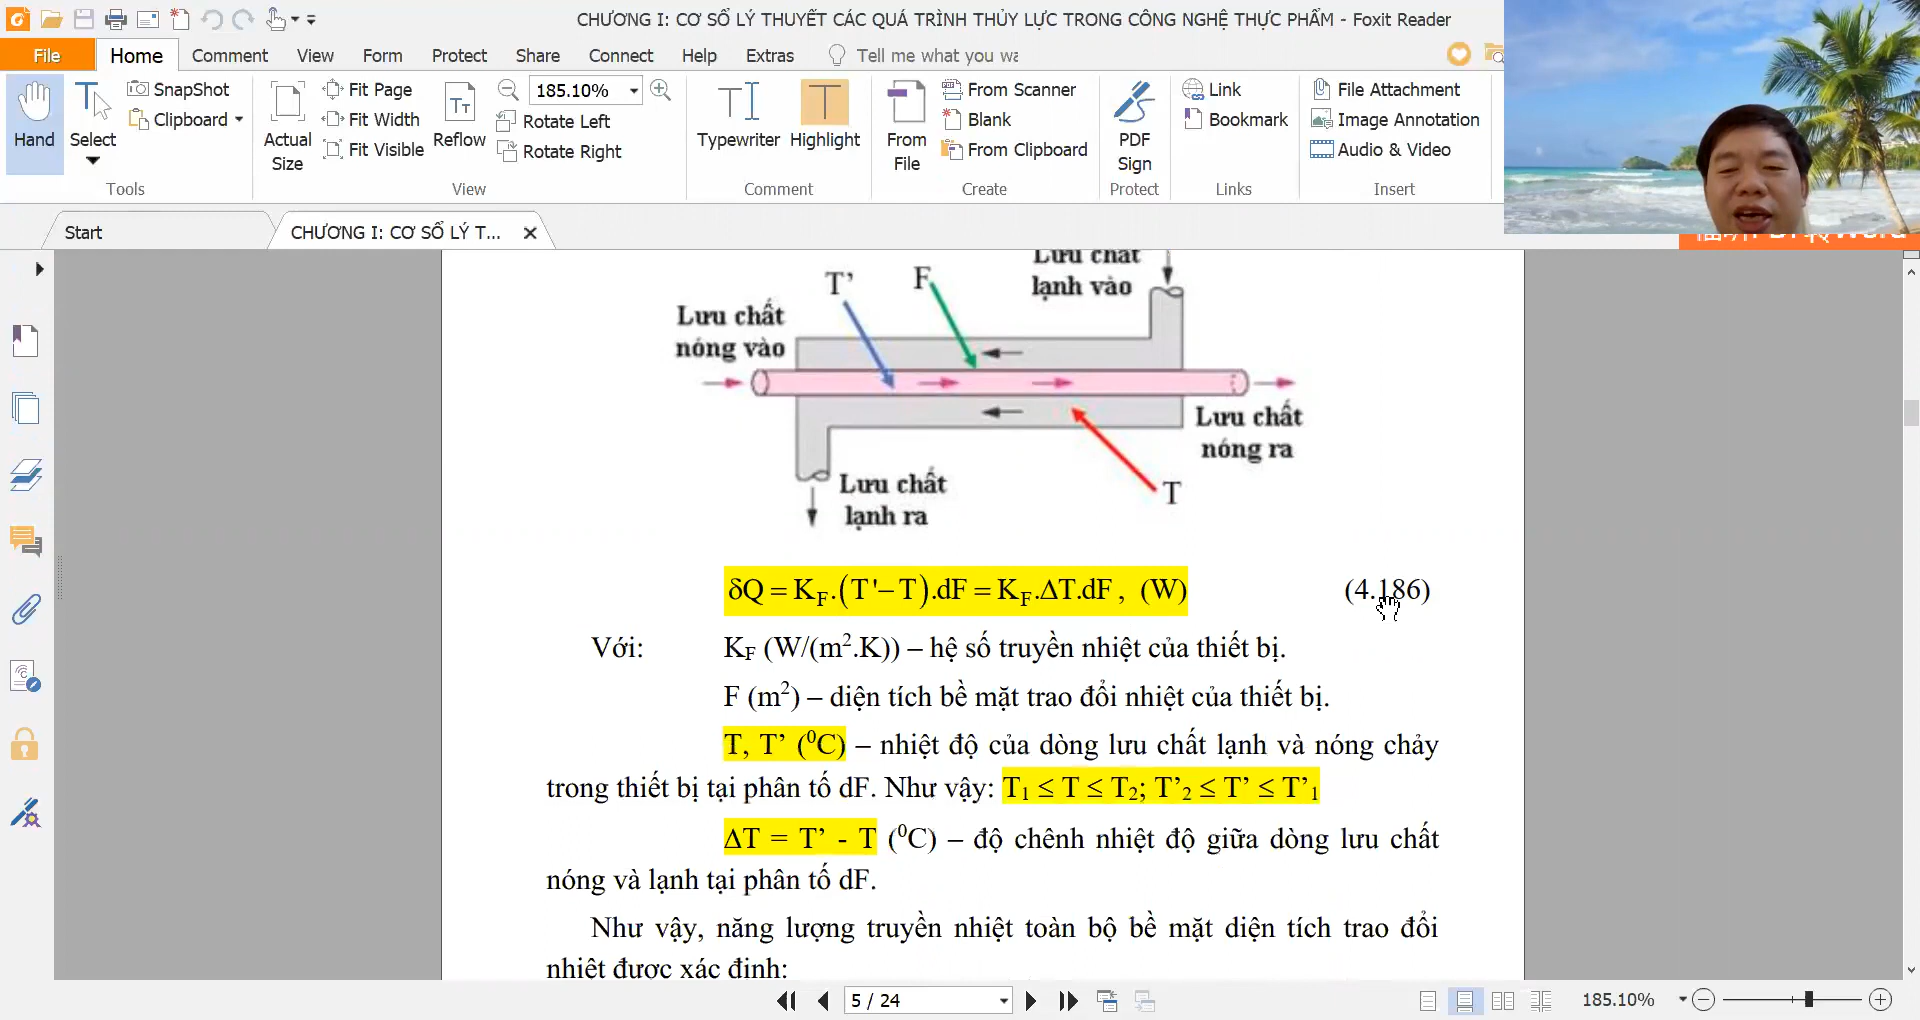 CHƯƠNG I: CƠ SỔ LÝ THUYẾT CÁC QUÁ TRÌNH THỦY LỰC TRONG CÔNG NGHỆ THỰC PHẨM - Foxit Reader
File Home Comment View Form Protect Share Connect Help Extras Tell me what you wa
Hand
Select
SnapShot
Clipboard
Tools
Actual Size
Fit Page
Fit Width
Fit Visible
Reflow
185.10%
Rotate Left
Rotate Right
View
Typewriter
Highlight
Comment
From File
From Scanner
Blank
From Clipboard
Create
PDF Sign
Protect
Link
Bookmark
Links
File Attachment
Image Annotation
Audio & Video
Insert
Start
CHƯƠNG I: CƠ SỔ LÝ T...
T’
F
Lưu chất
lạnh vào
Lưu chất
nóng vào
Lưu chất
nóng ra
Lưu chất
lạnh ra
T
δQ = K_F.(T'− T).dF = K_F.ΔT.dF , (W) (4.186)
Với: K_F (W/(m².K)) – hệ số truyền nhiệt của thiết bị.
F (m²) – diện tích bề mặt trao đổi nhiệt của thiết bị.
T, T’ (⁰C) – nhiệt độ của dòng lưu chất lạnh và nóng chảy
trong thiết bị tại phân tố dF. Như vậy: T₁ ≤ T ≤ T₂; T’₂ ≤ T’ ≤ T’₁
ΔT = T’ - T (⁰C) – độ chênh nhiệt độ giữa dòng lưu chất
nóng và lạnh tại phân tố dF.
Như vậy, năng lượng truyền nhiệt toàn bộ bề mặt diện tích trao đổi
nhiệt được xác định:
5 / 24
185.10%